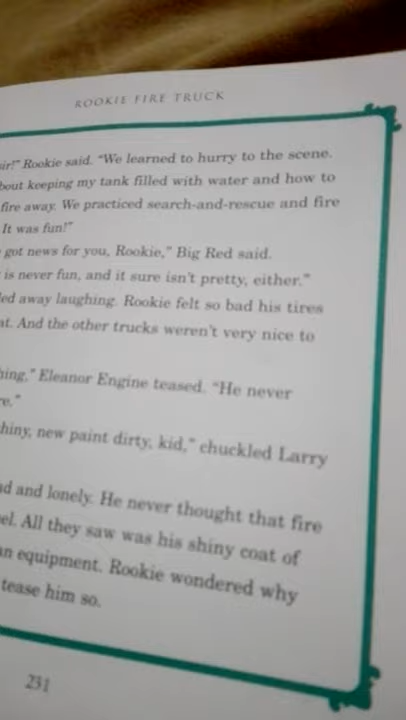 ROOKIE FIRE TRUCK
sir!" Rookie said. "We learned to hurry to the scene.
bout keeping my tank filled with water and how to
fire away. We practiced search-and-rescue and fire
It was fun!"
got news for you, Rookie," Big Red said.
is never fun, and it sure isn't pretty, either."
led away laughing. Rookie felt so bad his tires
at. And the other trucks weren't very nice to
hing," Eleanor Engine teased. "He never
re."
hiny, new paint dirty, kid," chuckled Larry
ad and lonely. He never thought that fire
el. All they saw was his shiny coat of
an equipment. Rookie wondered why
tease him so.
231